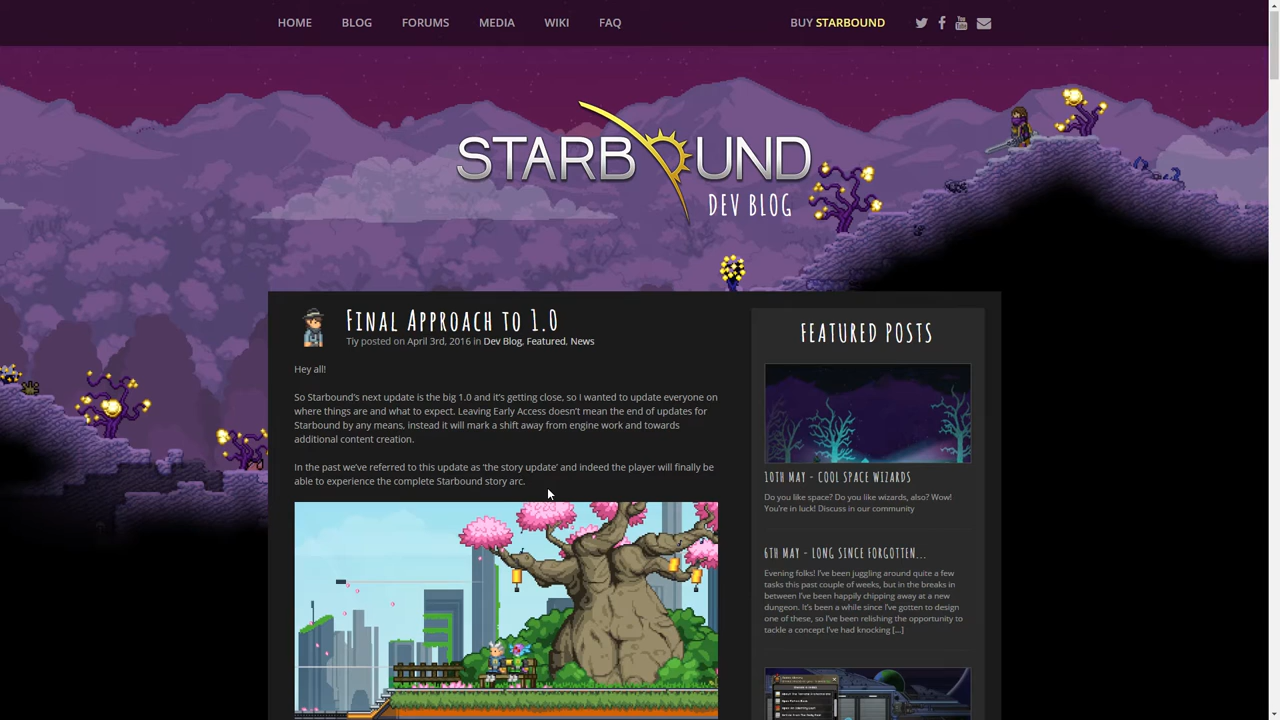 HOME BLOG FORUMS MEDIA WIKI FAQ BUY STARBOUND
STARBOUND
DEV BLOG
Final Approach to 1.0
Tiy posted on April 3rd, 2016 in Dev Blog, Featured, News
Hey all!
So Starbound's next update is the big 1.0 and it's getting close, so I wanted to update everyone on
where things are and what to expect. Leaving Early Access doesn't mean the end of updates for
Starbound by any means, instead it will mark a shift away from engine work and towards
additional content creation.
In the past we've referred to this update as 'the story update' and indeed the player will finally be
able to experience the complete Starbound story arc.
Featured Posts
10th May – Cool Space Wizards
Do you like space? Do you like wizards, also? Wow!
You're in luck! Discuss in our community
6th May – Long Since Forgotten…
Evening folks! I've been juggling around quite a few
tasks this past couple of weeks, but in the breaks in
between I've been happily chipping away at a new
dungeon. It's been a while since I've gotten to design
one of these, so I've been relishing the opportunity to
tackle a concept I've had knocking […]